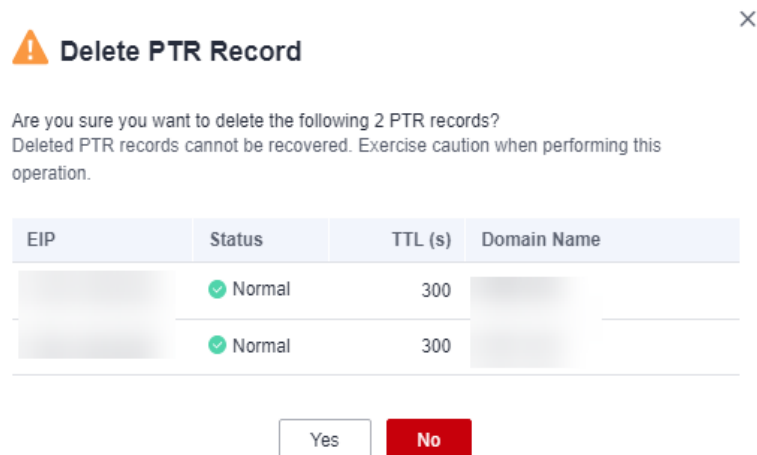 Delete PTR Record
Are you sure you want to delete the following 2 PTR records?
Deleted PTR records cannot be recovered. Exercise caution when performing this
operation.
EIP Status TTL (s) Domain Name
Normal 300
Normal 300
Yes No